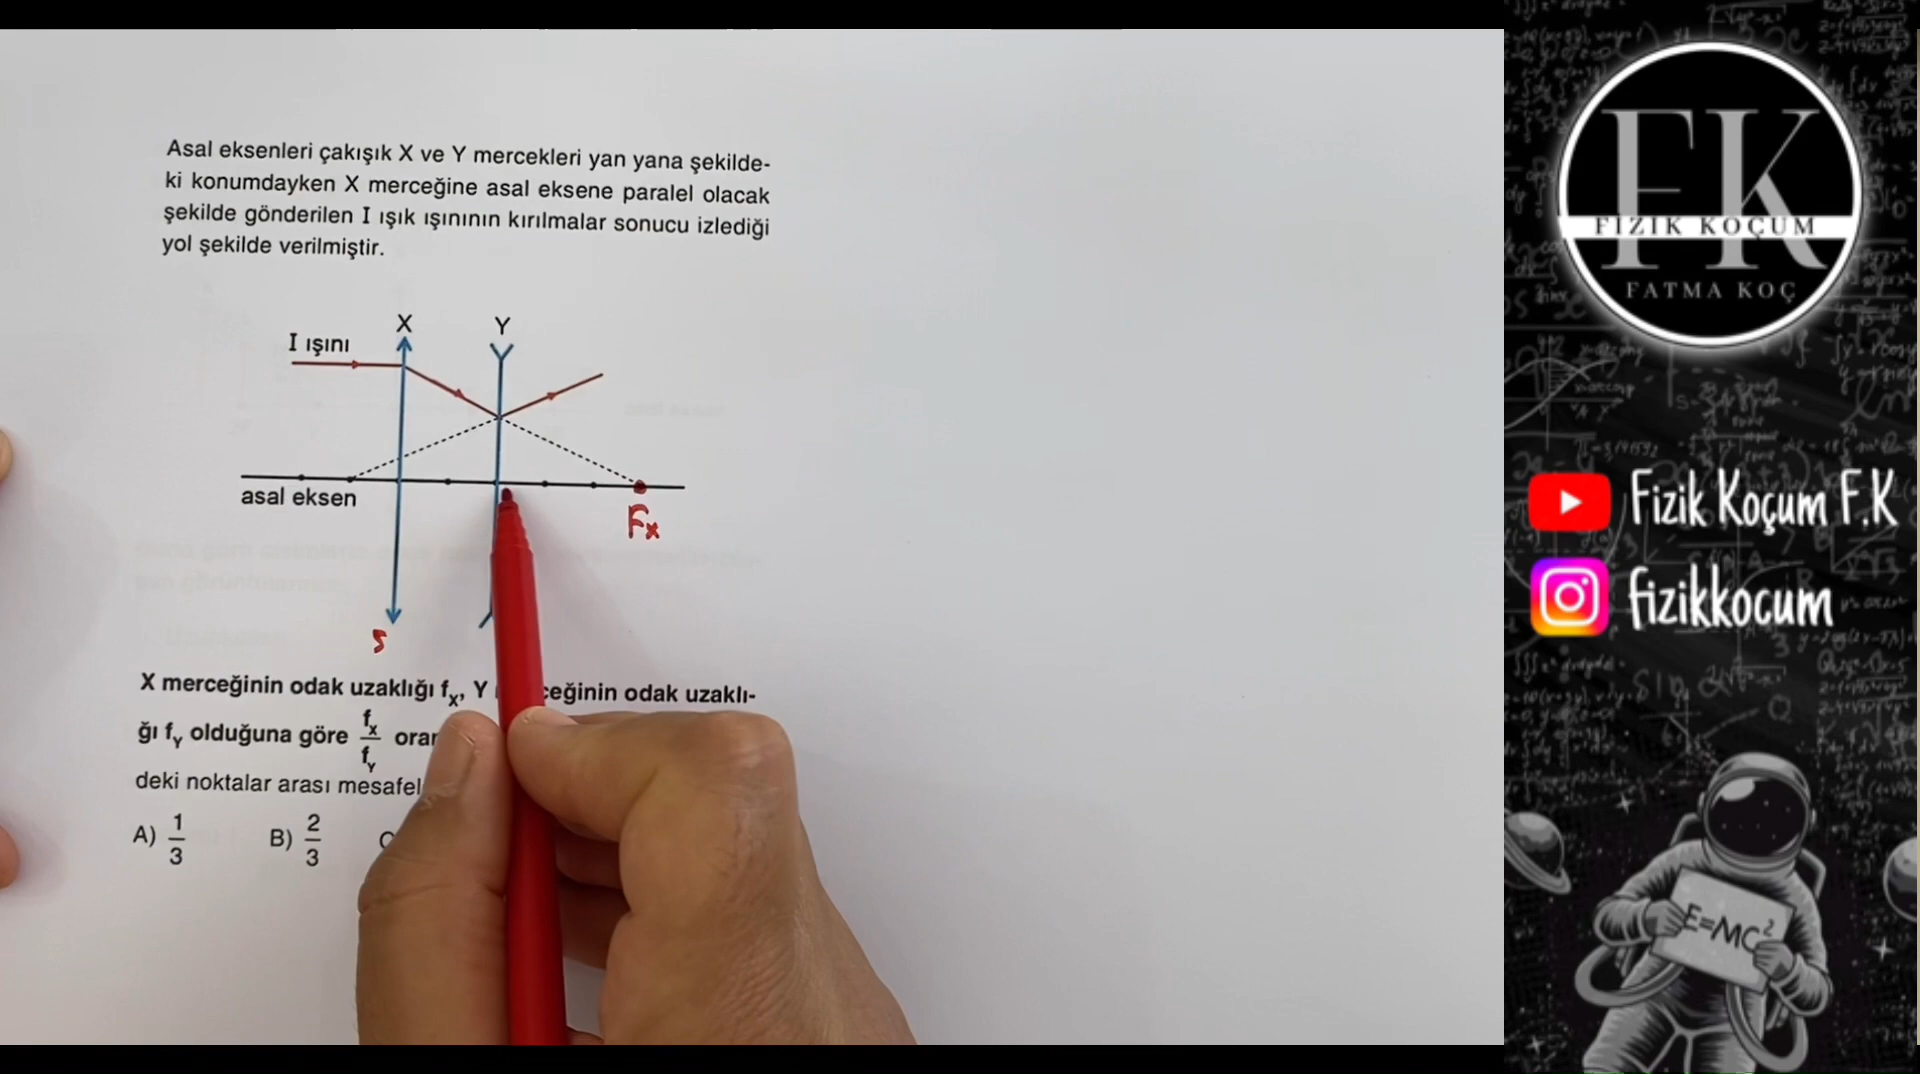 Asal eksenleri çakışık X ve Y mercekleri yan yana şekilde-
ki konumdayken X merceğine asal eksene paralel olacak
şekilde gönderilen I ışık ışınının kırılmalar sonucu izlediği
yol şekilde verilmiştir.
X
Y
I ışını
asal eksen
Fx
X merceğinin odak uzaklığı fx, Y eğinin odak uzaklı-
ğı fY olduğuna göre fx/fY oran
deki noktalar arası mesafel
A) 1/3 B) 2/3
FK
FIZIK KOÇUM
FATMA KOÇ
Fizik Koçum F.K
fizikkocum
E=MC²